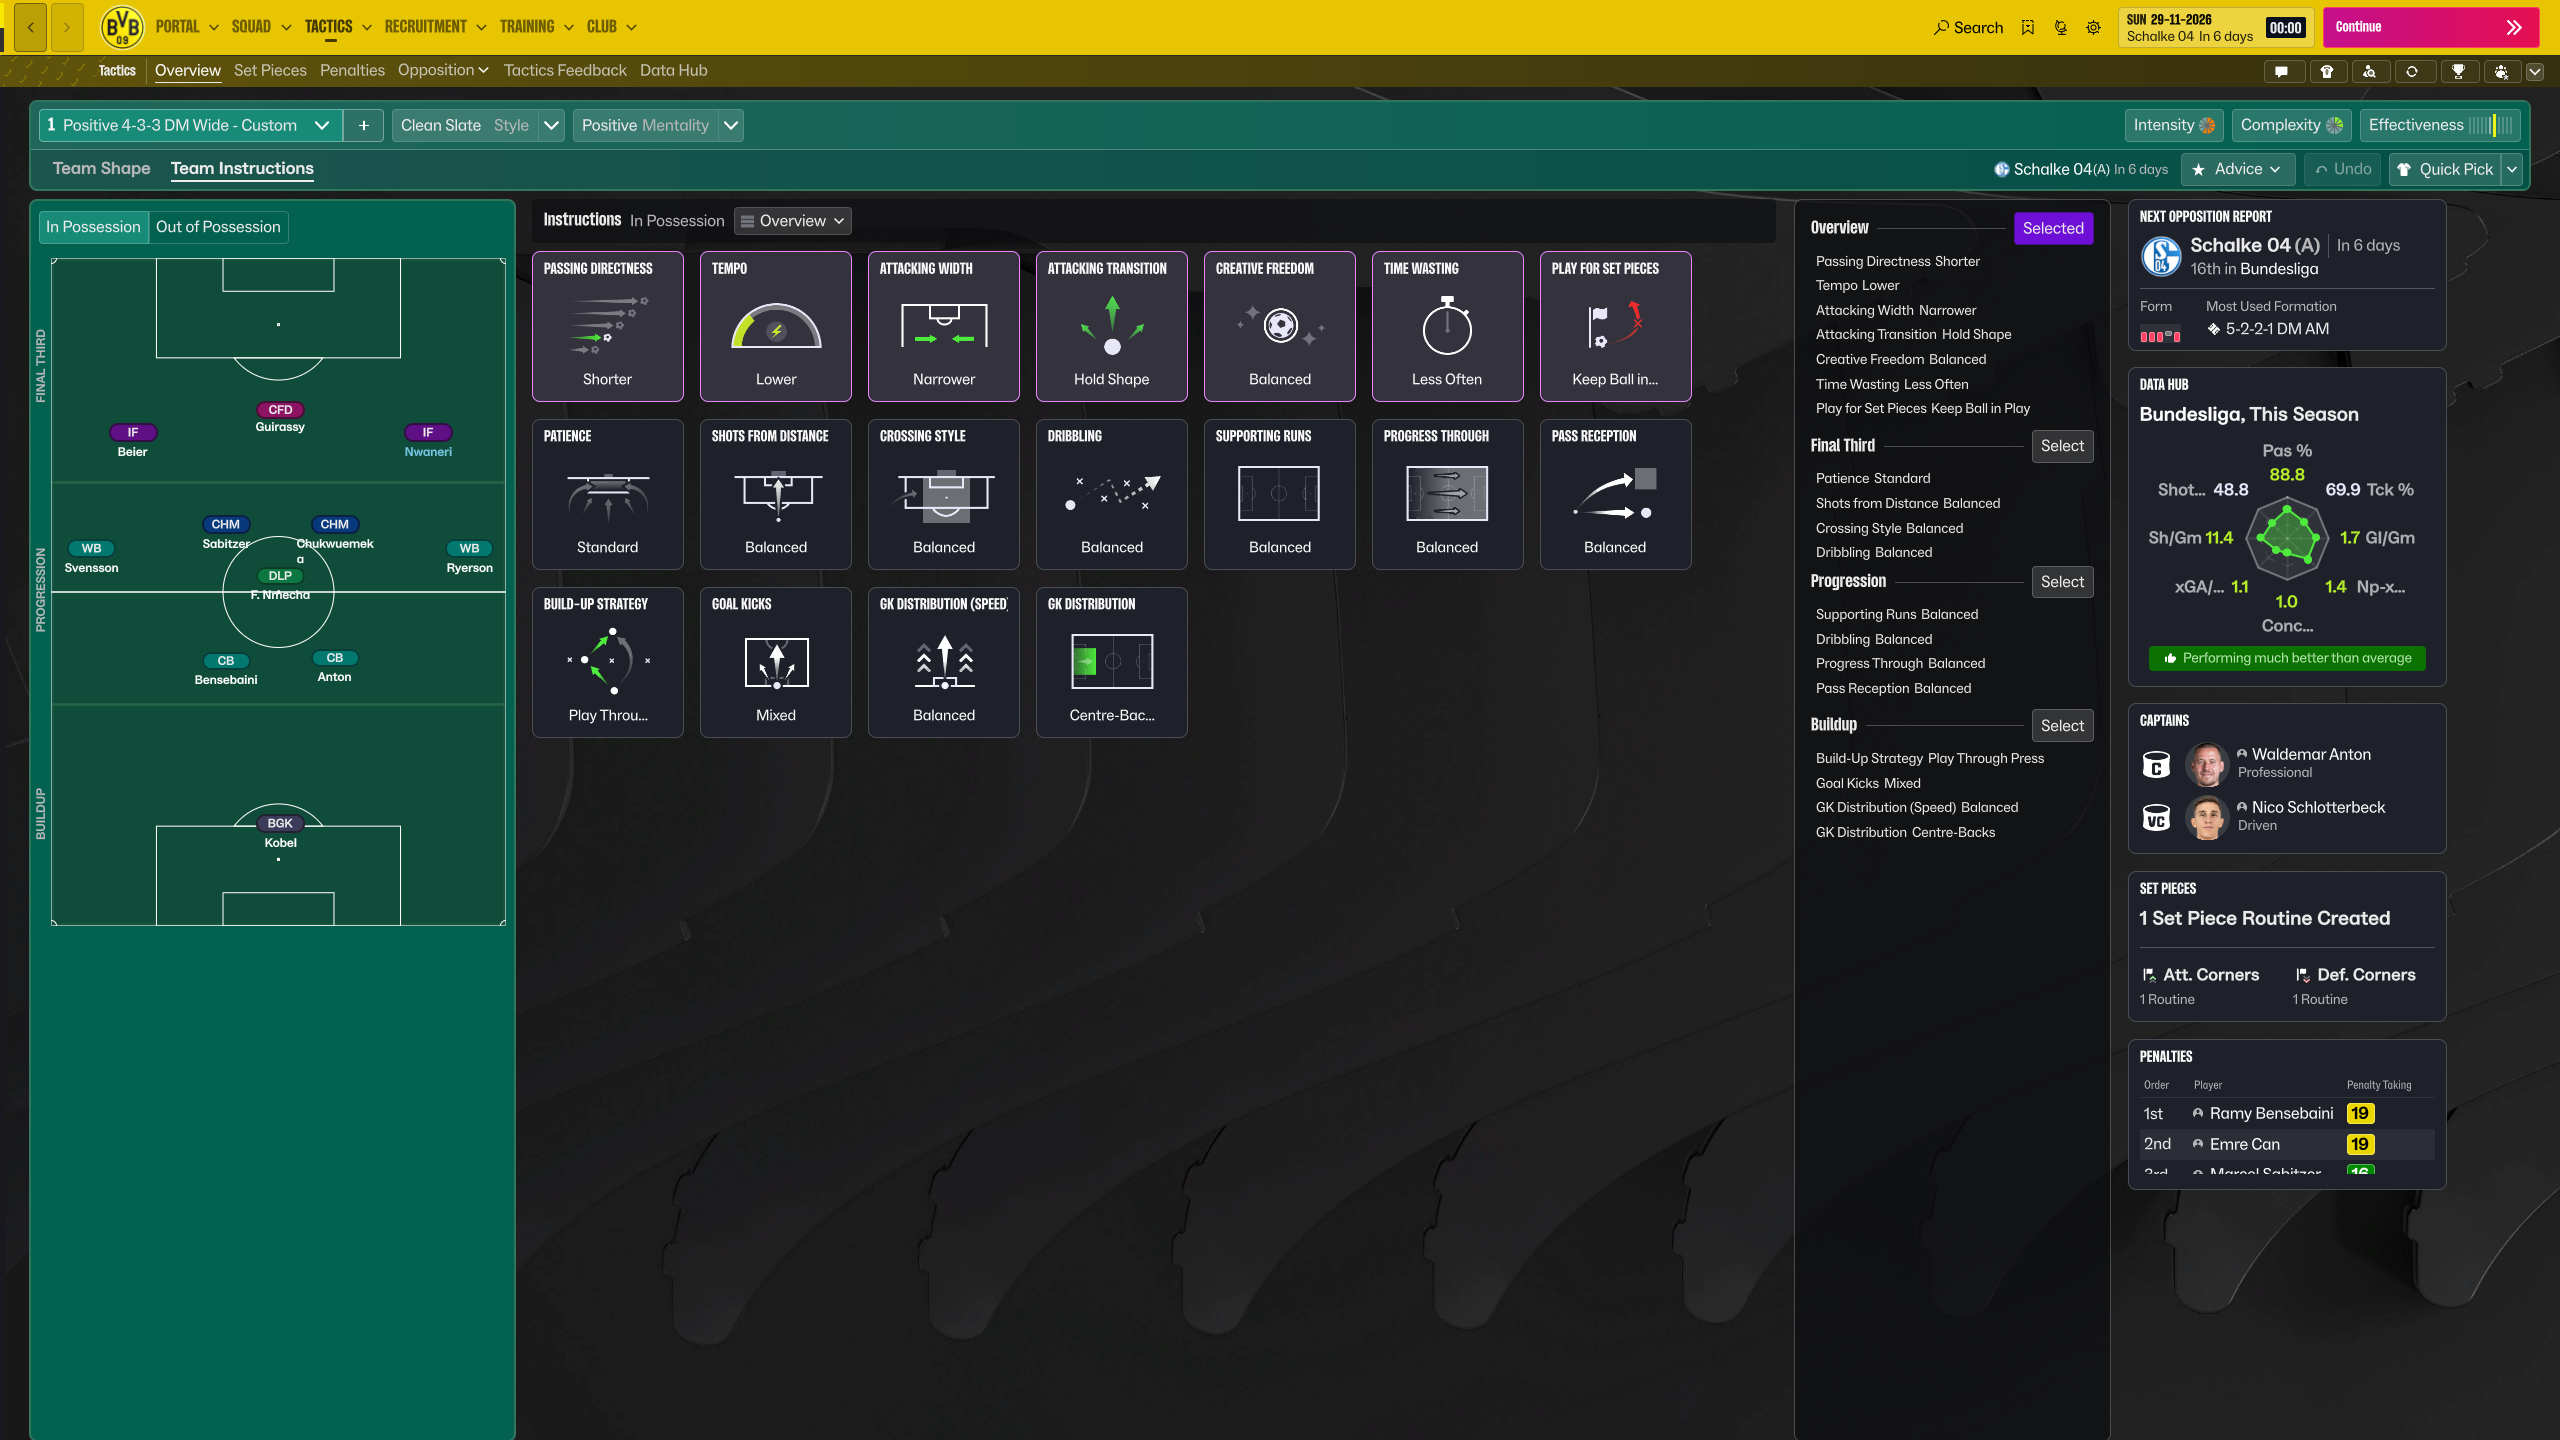 BVB 09
PORTAL
SQUAD
TACTICS
RECRUITMENT
TRAINING
CLUB
Search
SUN 29-11-2026
Schalke 04 In 6 days
00:00
Continue
Tactics
Overview
Set Pieces
Penalties
Opposition
Tactics Feedback
Data Hub
1 Positive 4-3-3 DM Wide - Custom
+
Clean Slate Style
Positive Mentality
Intensity
Complexity
Effectiveness
Team Shape
Team Instructions
Schalke 04 (A) In 6 days
Advice
Undo
Quick Pick
In Possession
Out of Possession
FINAL THIRD
CFD
Guirassy
IF
Beier
IF
Nwaneri
PROGRESSION
CHM
Sabitzer
CHM
Chukwuemek
a
WB
Svensson
WB
Ryerson
DLP
F. Nmecha
CB
Bensebaini
CB
Anton
BUILDUP
BGK
Kobel
Instructions In Possession Overview
PASSING DIRECTNESS
Shorter
TEMPO
Lower
ATTACKING WIDTH
Narrower
ATTACKING TRANSITION
Hold Shape
CREATIVE FREEDOM
Balanced
TIME WASTING
Less Often
PLAY FOR SET PIECES
Keep Ball in...
PATIENCE
Standard
SHOTS FROM DISTANCE
Balanced
CROSSING STYLE
Balanced
DRIBBLING
Balanced
SUPPORTING RUNS
Balanced
PROGRESS THROUGH
Balanced
PASS RECEPTION
Balanced
BUILD-UP STRATEGY
Play Throu...
GOAL KICKS
Mixed
GK DISTRIBUTION (SPEED)
Balanced
GK DISTRIBUTION
Centre-Bac...
Overview
Selected
Passing Directness Shorter
Tempo Lower
Attacking Width Narrower
Attacking Transition Hold Shape
Creative Freedom Balanced
Time Wasting Less Often
Play for Set Pieces Keep Ball in Play
Final Third
Select
Patience Standard
Shots from Distance Balanced
Crossing Style Balanced
Dribbling Balanced
Progression
Select
Supporting Runs Balanced
Dribbling Balanced
Progress Through Balanced
Pass Reception Balanced
Buildup
Select
Build-Up Strategy Play Through Press
Goal Kicks Mixed
GK Distribution (Speed) Balanced
GK Distribution Centre-Backs
NEXT OPPOSITION REPORT
Schalke 04 (A) In 6 days
16th in Bundesliga
Form
Most Used Formation
5-2-2-1 DM AM
DATA HUB
Bundesliga, This Season
Pas %
88.8
Shot... 48.8
69.9 Tck %
Sh/Gm 11.4
1.7 Gl/Gm
xGA/... 1.1
1.4 Np-x...
1.0
Conc...
Performing much better than average
CAPTAINS
C
Waldemar Anton
Professional
VC
Nico Schlotterbeck
Driven
SET PIECES
1 Set Piece Routine Created
Att. Corners
1 Routine
Def. Corners
1 Routine
PENALTIES
Order Player Penalty Taking
1st Ramy Bensebaini 19
2nd Emre Can 19
3rd Marcel Sabitzer 16